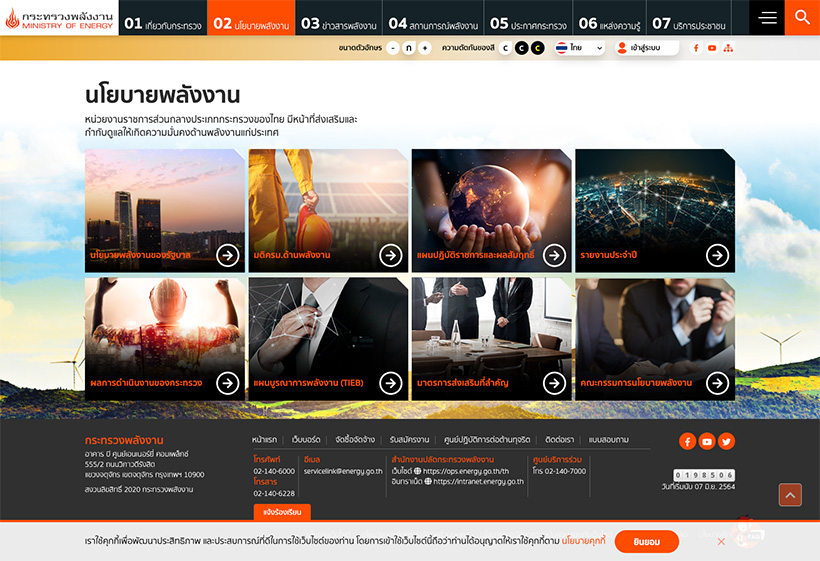 กระทรวงพลังงาน
MINISTRY OF ENERGY
01 เกี่ยวกับกระทรวง
02 นโยบายพลังงาน
03 ข่าวสารพลังงาน
04 สถานการณ์พลังงาน
05 ประกาศกระทรวง
06 แหล่งความรู้
07 บริการประชาชน
ขนาดตัวอักษร - ก + ความตัดกันของสี C C C ไทย เข้าสู่ระบบ
นโยบายพลังงาน
หน่วยงานราชการส่วนกลางประเภทกระทรวงของไทย มีหน้าที่ส่งเสริมและ
กำกับดูแลให้เกิดความมั่นคงด้านพลังงานแก่ประเทศ
นโยบายพลังงานของรัฐบาล
มติครม.ด้านพลังงาน
แผนปฏิบัติราชการและผลสัมฤทธิ์
รายงานประจำปี
ผลการดำเนินงานของกระทรวง
แผนบูรณาการพลังงาน (TIEB)
มาตรการส่งเสริมที่สำคัญ
คณะกรรมการนโยบายพลังงาน
กระทรวงพลังงาน
อาคาร บี ศูนย์เอนเนอร์ยี่ คอมเพล็กซ์
555/2 ถนนวิภาวดีรังสิต
แขวงจตุจักร เขตจตุจักร กรุงเทพฯ 10900
สงวนลิขสิทธิ์ 2020 กระทรวงพลังงาน
หน้าแรก | เว็บบอร์ด | จัดซื้อจัดจ้าง | รับสมัครงาน | ศูนย์ปฏิบัติการต่อต้านทุจริต | ติดต่อเรา | แบบสอบถาม
โทรศัพท์
02-140-6000
โทรสาร
02-140-6228
อีเมล
servicelink@energy.go.th
สำนักงานปลัดกระทรวงพลังงาน
เว็บไซต์ https://ops.energy.go.th/th
อินทราเน็ต https://intranet.energy.go.th
ศูนย์บริการร่วม
โทร 02-140-7000
แจ้งร้องเรียน
0198506
วันที่เริ่มนับ 07 มิ.ย. 2564
เราใช้คุกกี้เพื่อพัฒนาประสิทธิภาพ และประสบการณ์ที่ดีในการใช้เว็บไซต์ของท่าน โดยการเข้าใช้เว็บไซต์นี้ถือว่าท่านได้อนุญาตให้เราใช้คุกกี้ตาม นโยบายคุกกี้
ยินยอม